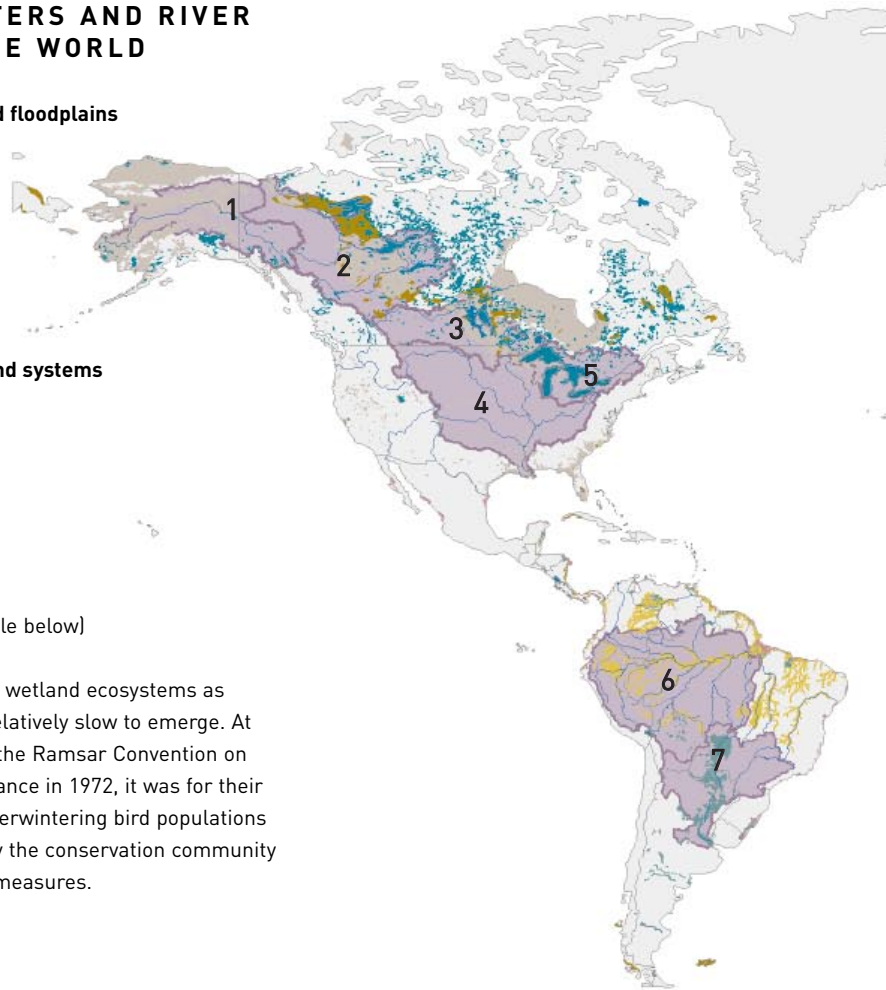 TERS AND RIVER
E WORLD
d floodplains
nd systems
le below)
wetland ecosystems as
elatively slow to emerge. At
the Ramsar Convention on
ance in 1972, it was for their
erwintering bird populations
y the conservation community
measures.
1
2
3
4
5
6
7